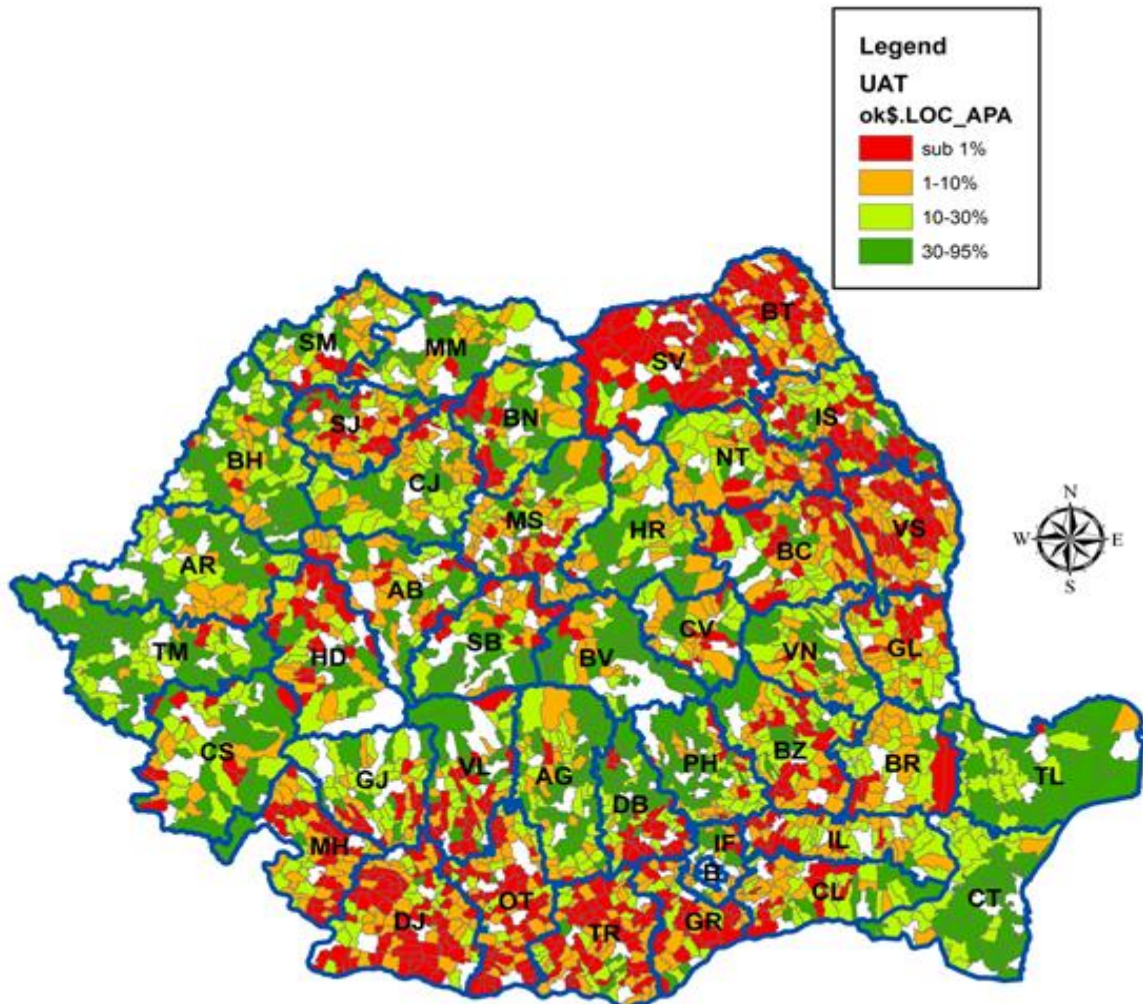 Legend
UAT
ok$.LOC_APA
sub 1%
1-10%
10-30%
30-95%
BT
SM
MM
SV
SJ
BN
IS
BH
CJ
NT
MS
HR
BC
VS
AR
AB
N
W
E
S
TM
HD
SB
BV
CV
VN
GL
CS
GJ
VL
AG
PH
BZ
BR
TL
DB
MH
IF
IL
B
CL
CT
DJ
OT
TR
GR